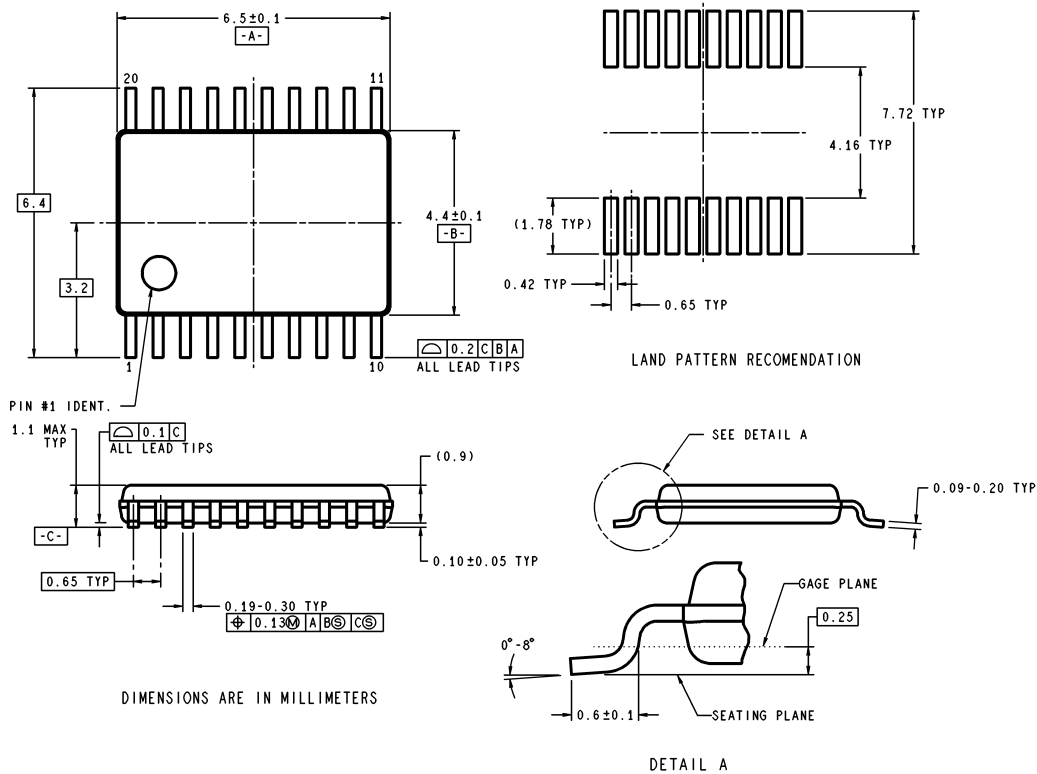 6.5±0.1
-A-
20
11
6.4
3.2
4.4±0.1
-B-
1
10
0.2 C B A
ALL LEAD TIPS
PIN #1 IDENT.
7.72 TYP
4.16 TYP
(1.78 TYP)
0.42 TYP
0.65 TYP
LAND PATTERN RECOMENDATION
1.1 MAX
TYP
0.1 C
ALL LEAD TIPS
(0.9)
-C-
0.10±0.05 TYP
0.65 TYP
0.19-0.30 TYP
⌖ 0.13Ⓜ A BⓈ CⓈ
SEE DETAIL A
0.09-0.20 TYP
GAGE PLANE
0.25
0°-8°
0.6±0.1
SEATING PLANE
DIMENSIONS ARE IN MILLIMETERS
DETAIL A